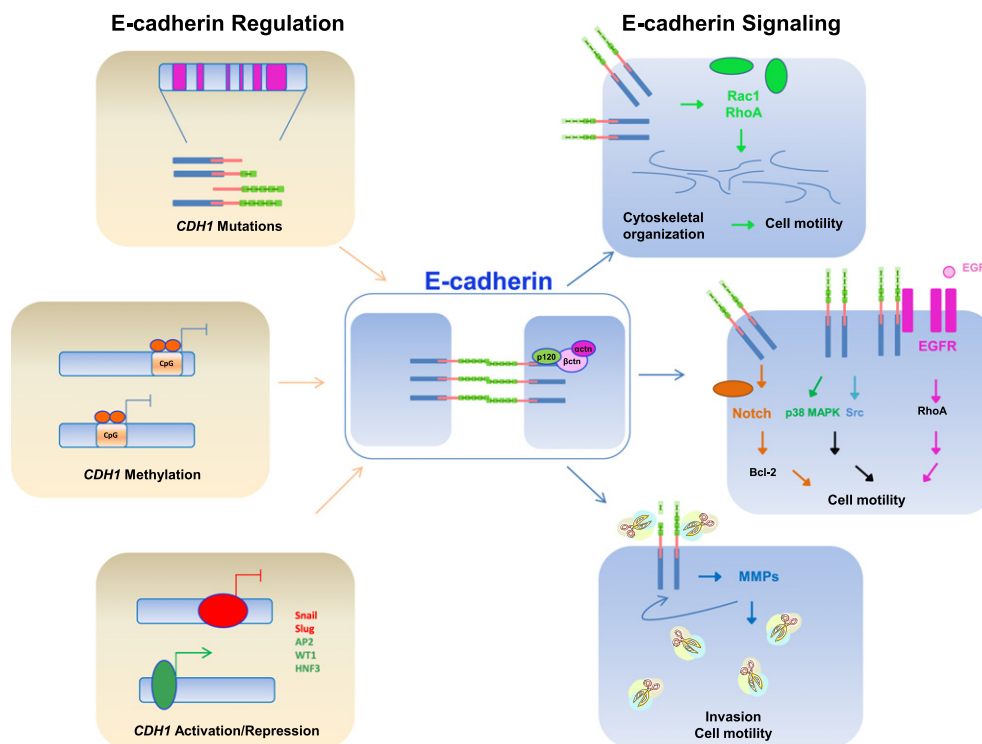 E-cadherin Regulation
E-cadherin Signaling
CDH1 Mutations
Rac1
RhoA
Cytoskeletal
organization
Cell motility
E-cadherin
p120
αctn
βctn
CpG
CpG
CDH1 Methylation
EGF
EGFR
Notch
p38 MAPK
Src
RhoA
Bcl-2
Cell motility
Snail
Slug
AP2
WT1
HNF3
CDH1 Activation/Repression
MMPs
Invasion
Cell motility